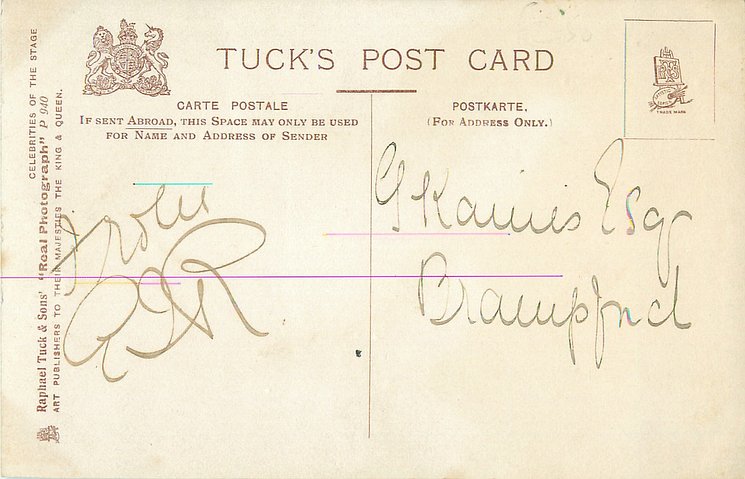 TUCK'S POST CARD
CARTE POSTALE
IF SENT ABROAD, THIS SPACE MAY ONLY BE USED
FOR NAME AND ADDRESS OF SENDER
POSTKARTE.
(FOR ADDRESS ONLY.)
TRADE MARK
CELEBRITIES OF THE STAGE
Raphael Tuck & Sons' "Real Photograph" P 940
ART PUBLISHERS TO THEIR MAJESTIES THE KING & QUEEN.
from
Esq
Brampford